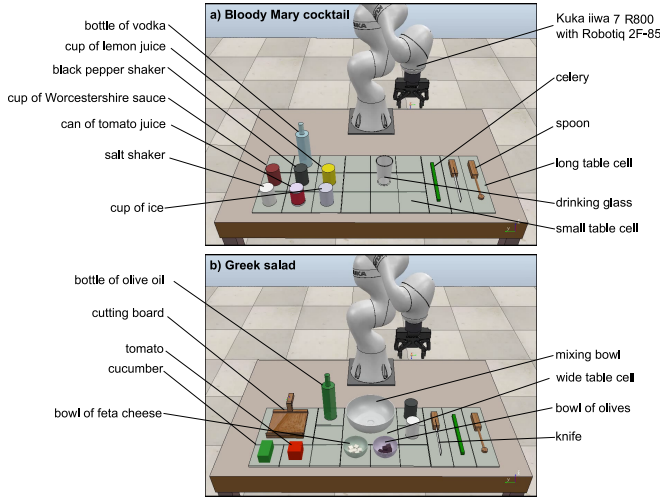 a) Bloody Mary cocktail
bottle of vodka
cup of lemon juice
black pepper shaker
cup of Worcestershire sauce
can of tomato juice
salt shaker
cup of ice
Kuka iiwa 7 R800
with Robotiq 2F-85
celery
spoon
long table cell
drinking glass
small table cell
b) Greek salad
bottle of olive oil
cutting board
tomato
cucumber
bowl of feta cheese
mixing bowl
wide table cell
bowl of olives
knife